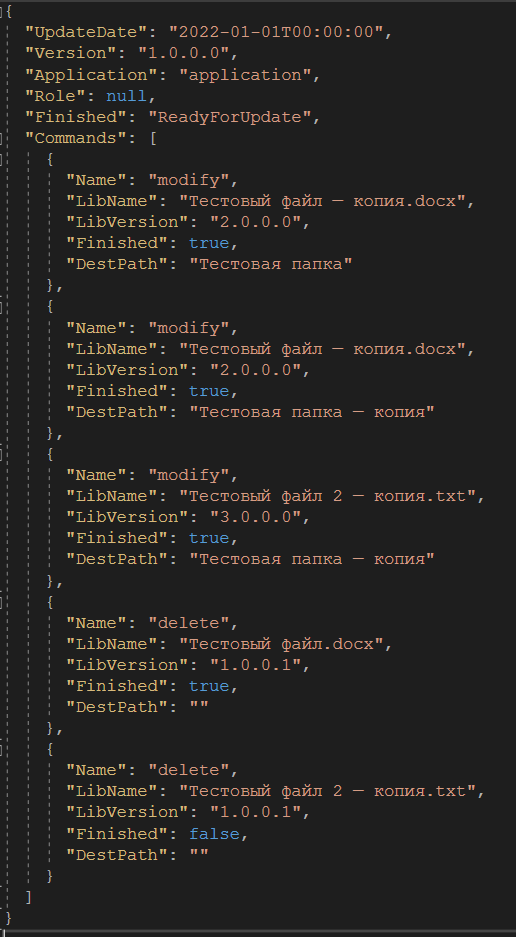 {
"UpdateDate": "2022-01-01T00:00:00",
"Version": "1.0.0.0",
"Application": "application",
"Role": null,
"Finished": "ReadyForUpdate",
"Commands": [
{
"Name": "modify",
"LibName": "Тестовый файл — копия.docx",
"LibVersion": "2.0.0.0",
"Finished": true,
"DestPath": "Тестовая папка"
},
{
"Name": "modify",
"LibName": "Тестовый файл — копия.docx",
"LibVersion": "2.0.0.0",
"Finished": true,
"DestPath": "Тестовая папка — копия"
},
{
"Name": "modify",
"LibName": "Тестовый файл 2 — копия.txt",
"LibVersion": "3.0.0.0",
"Finished": true,
"DestPath": "Тестовая папка — копия"
},
{
"Name": "delete",
"LibName": "Тестовый файл.docx",
"LibVersion": "1.0.0.1",
"Finished": true,
"DestPath": ""
},
{
"Name": "delete",
"LibName": "Тестовый файл 2 — копия.txt",
"LibVersion": "1.0.0.1",
"Finished": false,
"DestPath": ""
}
]
}